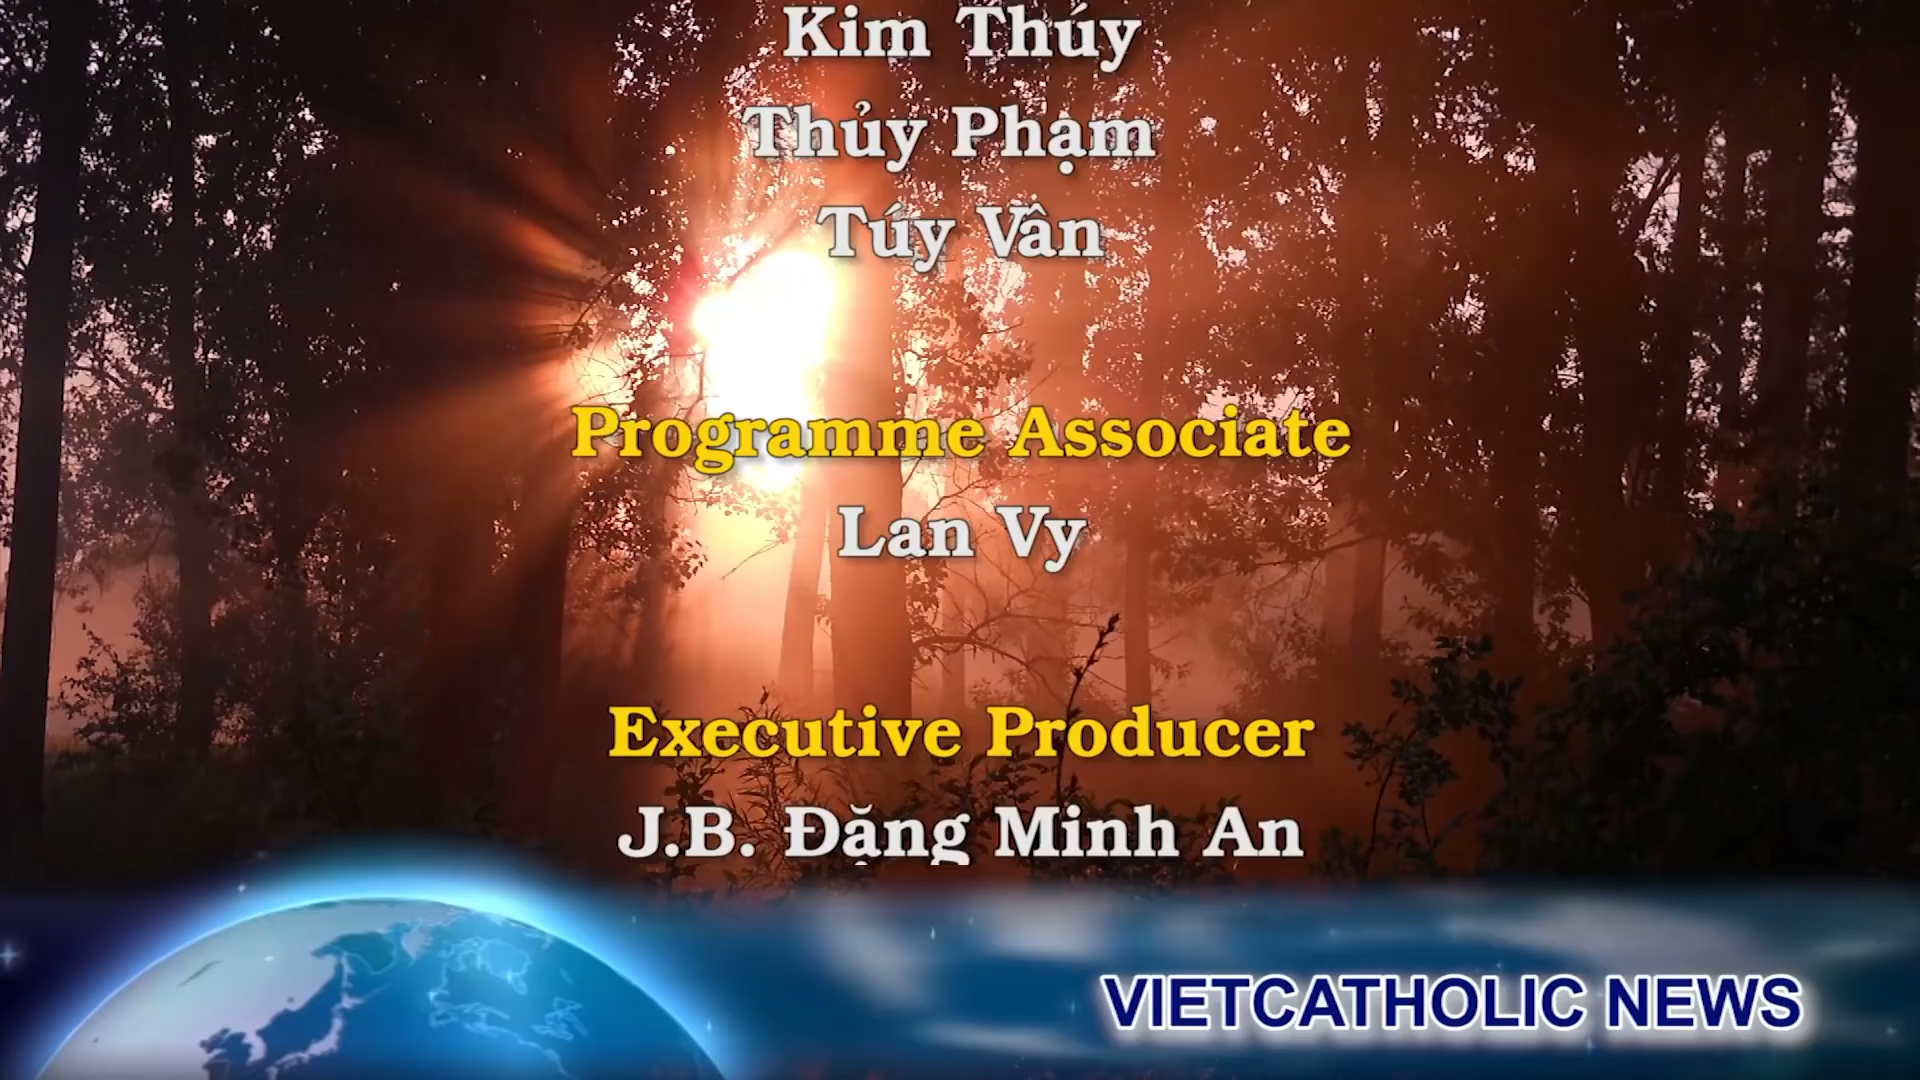 Kim Thúy
Thủy Phạm
Túy Vân
Programme Associate
Lan Vy
Executive Producer
J.B. Đặng Minh An
VIETCATHOLIC NEWS